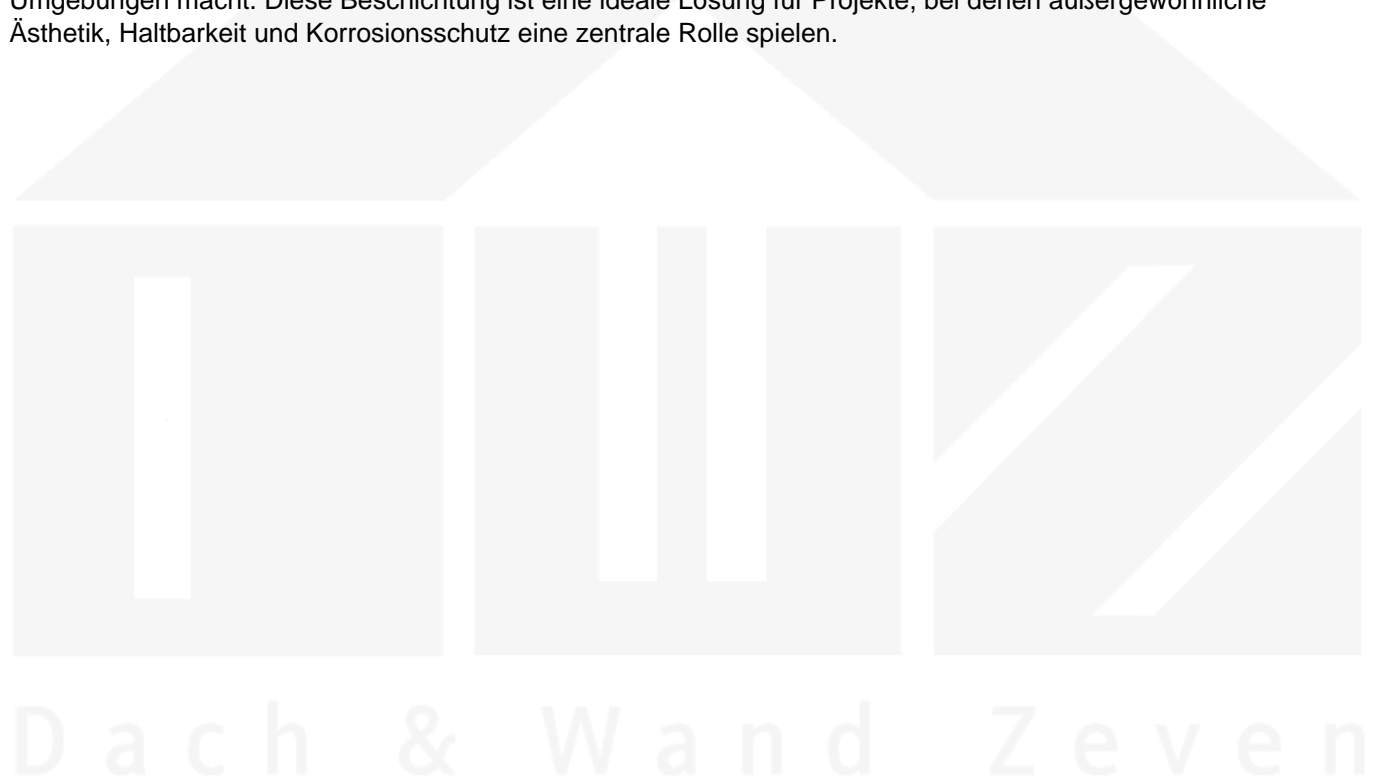 Umgebungen macht. Diese Beschichtung ist eine ideale Lösung für Projekte, bei denen außergewöhnliche
Ästhetik, Haltbarkeit und Korrosionsschutz eine zentrale Rolle spielen.
Dach & Wand Zeven